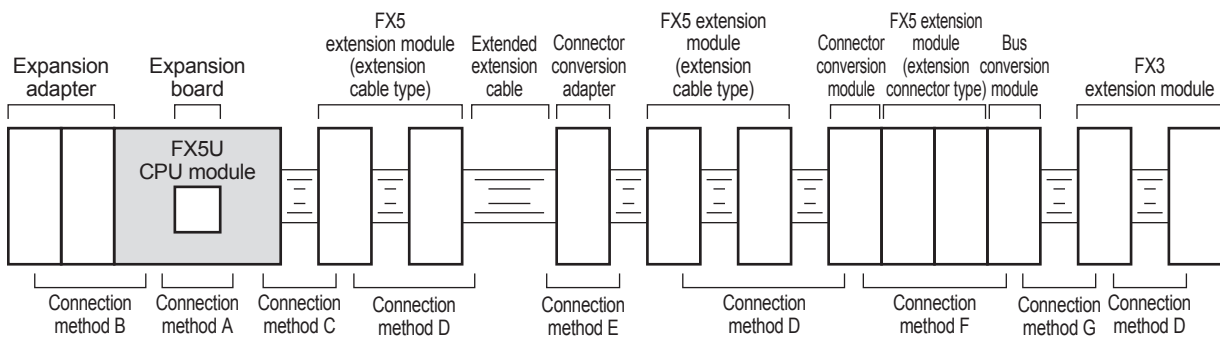 Expansion
adapter
Expansion
board
FX5
extension module
(extension
cable type)
Extended
extension
cable
Connector
conversion
adapter
FX5 extension
module
(extension
cable type)
Connector
conversion
module
FX5 extension
module
(extension
connector type)
Bus
conversion
module
FX3
extension module
FX5U
CPU module
Connection
method B
Connection
method A
Connection
method C
Connection
method D
Connection
method E
Connection
method D
Connection
method F
Connection
method G
Connection
method D